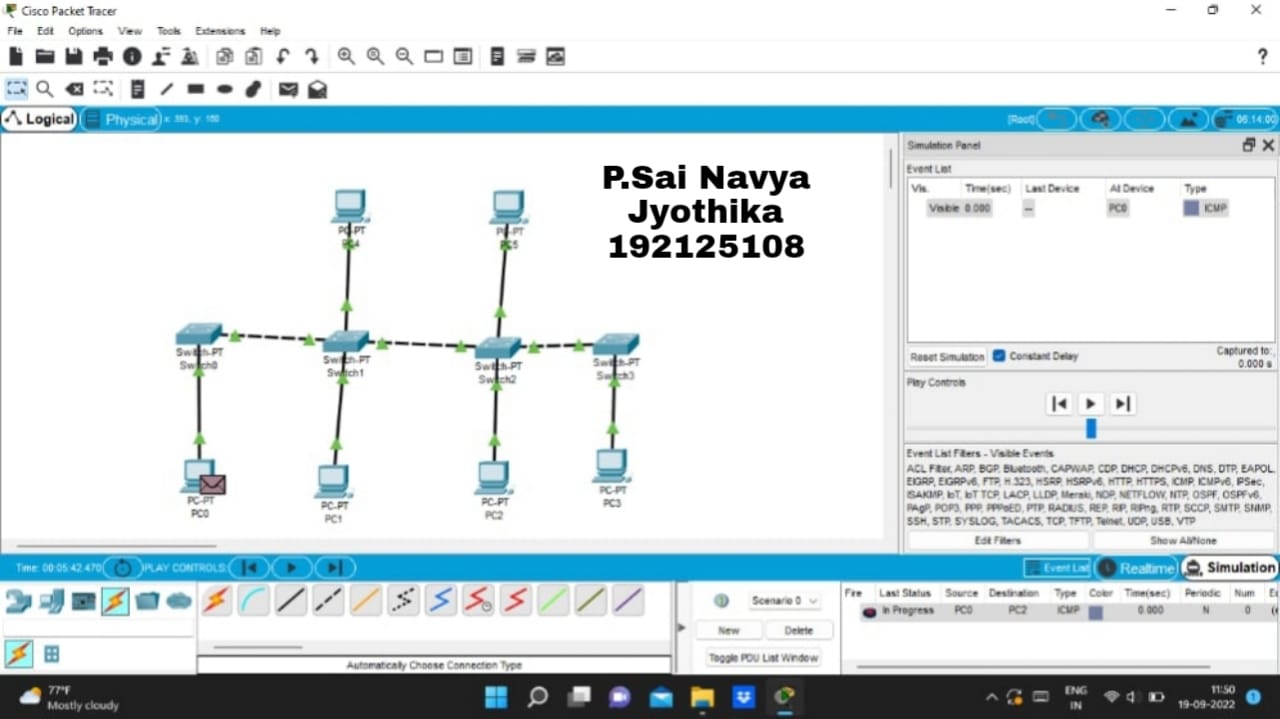 Cisco Packet Tracer
File Edit Options View Tools Extensions Help
?
Logical Physical x: 393, y: 150 [Root] 06:14:00
P.Sai Navya
Jyothika
192125108
PC-PT
PC4
PC-PT
PC5
Switch-PT
Switch0
Switch-PT
Switch1
Switch-PT
Switch2
Switch-PT
Switch3
PC-PT
PC0
PC-PT
PC1
PC-PT
PC2
PC-PT
PC3
Simulation Panel
Event List
Vis. Time(sec) Last Device At Device Type
Visible 0.000 -- PC0 ICMP
Reset Simulation Constant Delay Captured to:
0.000 s
Play Controls
Event List Filters - Visible Events
ACL Filter, ARP, BGP, Bluetooth, CAPWAP, CDP, DHCP, DHCPv6, DNS, DTP, EAPOL,
EIGRP, EIGRPv6, FTP, H.323, HSRP, HSRPv6, HTTP, HTTPS, ICMP, ICMPv6, IPSec,
ISAKMP, IoT, IoT TCP, LACP, LLDP, Meraki, NDP, NETFLOW, NTP, OSPF, OSPFv6,
PAgP, POP3, PPP, PPPoED, PTP, RADIUS, REP, RIP, RIPng, RTP, SCCP, SMTP, SNMP,
SSH, STP, SYSLOG, TACACS, TCP, TFTP, Telnet, UDP, USB, VTP
Edit Filters Show All/None
Time: 00:05:42.470 PLAY CONTROLS: Event List Realtime Simulation
Automatically Choose Connection Type
Scenario 0
New Delete
Toggle PDU List Window
Fire Last Status Source Destination Type Color Time(sec) Periodic Num
In Progress PC0 PC2 ICMP 0.000 N 0
77°F
Mostly cloudy
ENG
IN
11:50
19-09-2022
1